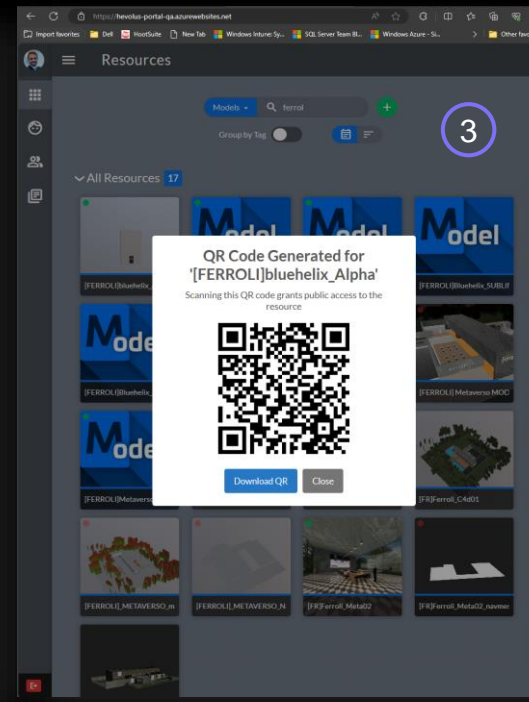 https://hevolus-portal-qa.azurewebsites.net
Import favorites Dell HootSuite New Tab Windows Intune: Sy... SQL Server Team Bl... Windows Azure - Si... Other favo
Resources
Models ferrol
Group by Tag
3
All Resources 17
Model Model Model
QR Code Generated for
'[FERROLI]bluehelix_Alpha'
Scanning this QR code grants public access to the
resource
[FERROLI]bluehelix_
[FERROLI]Bluehelix_SUBLIM
Mode
[FERROLI]Bluehelix_
[FERROLI] Metaverso MOD
Mode
Download QR Close
[FERROLI]Metaverso
[FR]Ferroli_C4d01
[FERROLI]_METAVERSO_m [FERROLI]_METAVERSO_N [FR]Ferroli_Meta02 [FR]Ferroli_Meta02_navmes